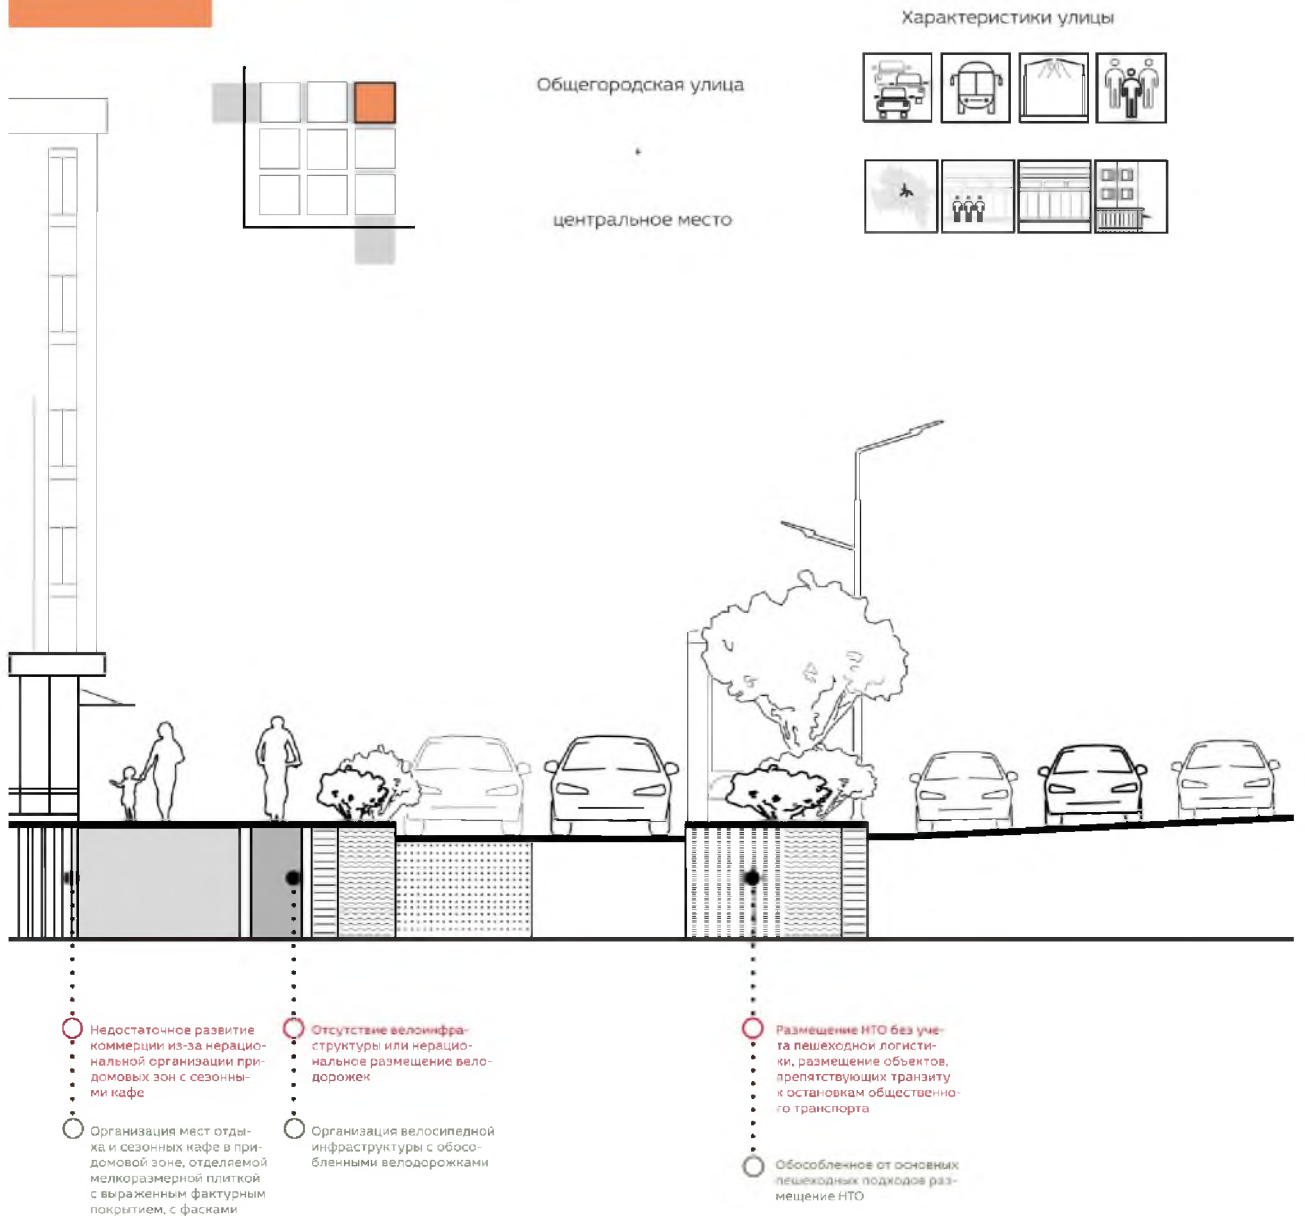 Характеристики улицы
Общегородская улица
+
центральное место
Недостаточное развитие
коммерции из-за нерацио-
нальной организации при-
домовых зон с сезонны-
ми кафе
Отсутствие велоинфра-
структуры или нерацио-
нальное размещение вело-
дорожек
Размещение НТО без уче-
та пешеходной логисти-
ки, размещение объектов,
препятствующих транзиту
к остановкам общественно-
го транспорта
Организация мест отды-
ха и сезонных кафе в при-
домовой зоне, отделяемой
мелкоразмерной плиткой
с выраженным фактурным
покрытием, с фасками
Организация велосипедной
инфраструктуры с обосо-
бленными велодорожками
Обособленное от основных
пешеходных подходов раз-
мещение НТО